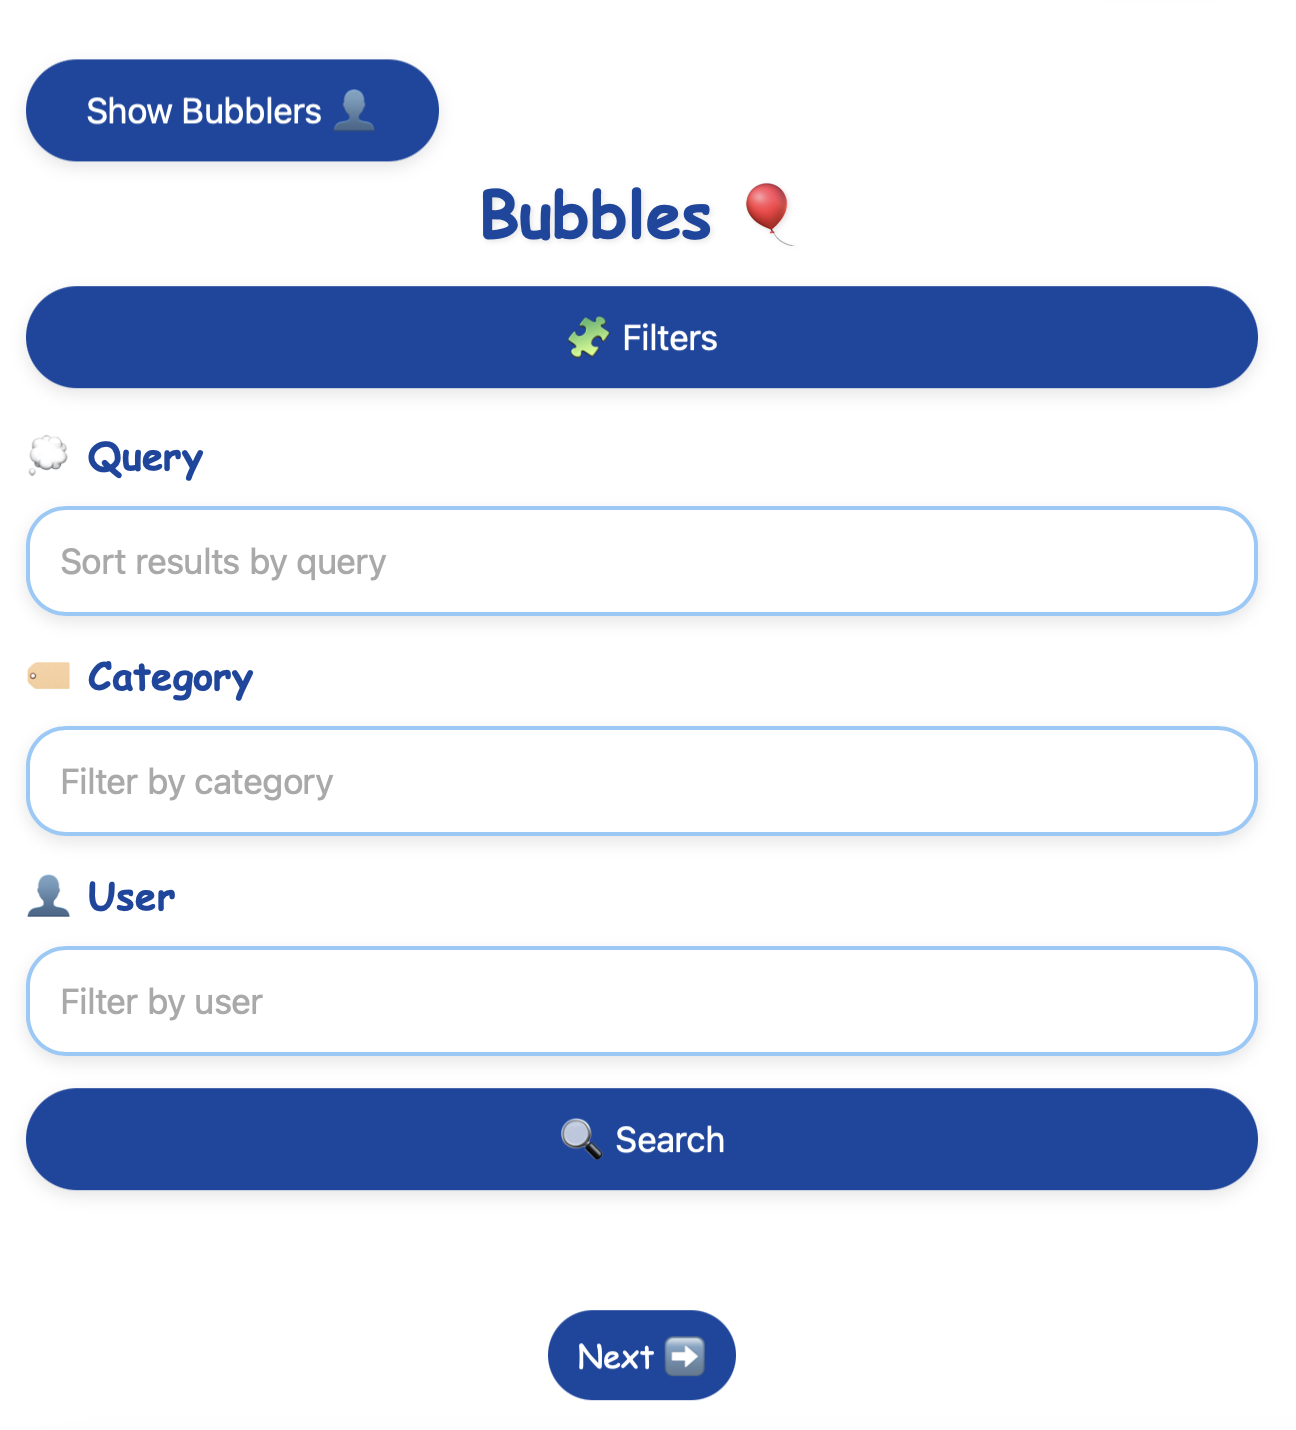 Show Bubblers 👤
Bubbles 🎈
🧩 Filters
💭 Query
Sort results by query
🏷️ Category
Filter by category
👤 User
Filter by user
🔍 Search
Next ➡️